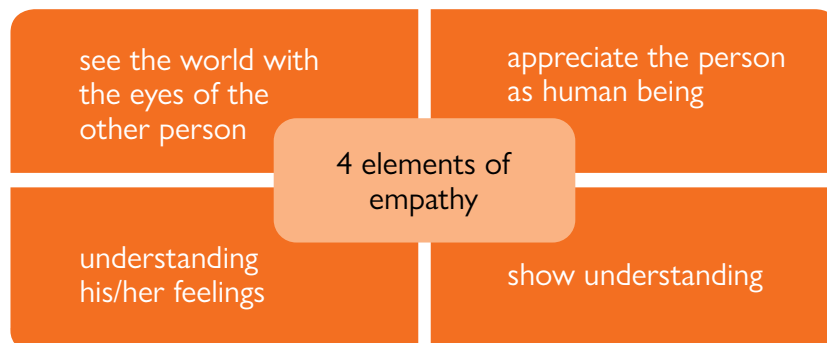 see the world with
the eyes of the
other person
appreciate the person
as human being
4 elements of
empathy
understanding
his/her feelings
show understanding